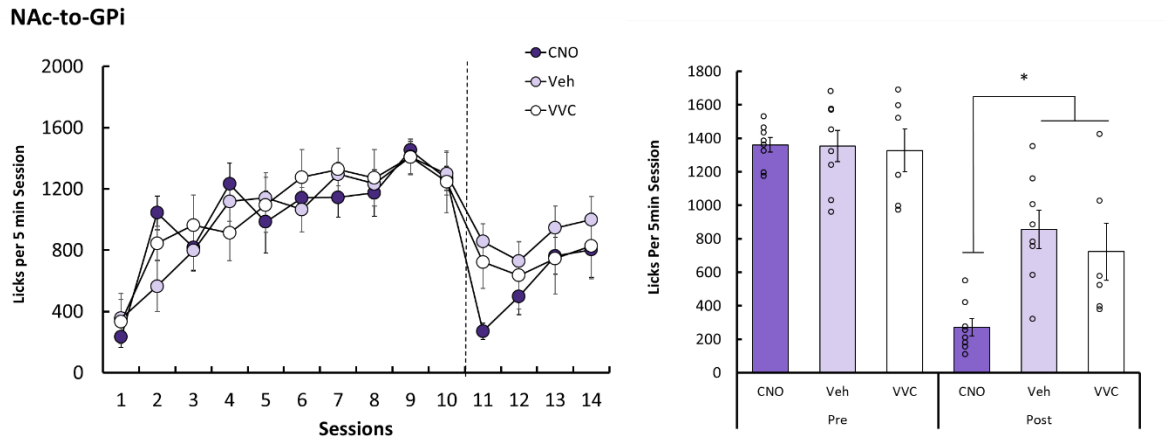 NAc-to-GPi
Licks per 5 min Session
2000
1600
1200
800
400
0
CNO
Veh
VVC
1 2 3 4 5 6 7 8 9 10 11 12 13 14
Sessions
Licks Per 5min Session
1800
1600
1400
1200
1000
800
600
400
200
0
*
CNO Veh VVC CNO Veh VVC
Pre Post